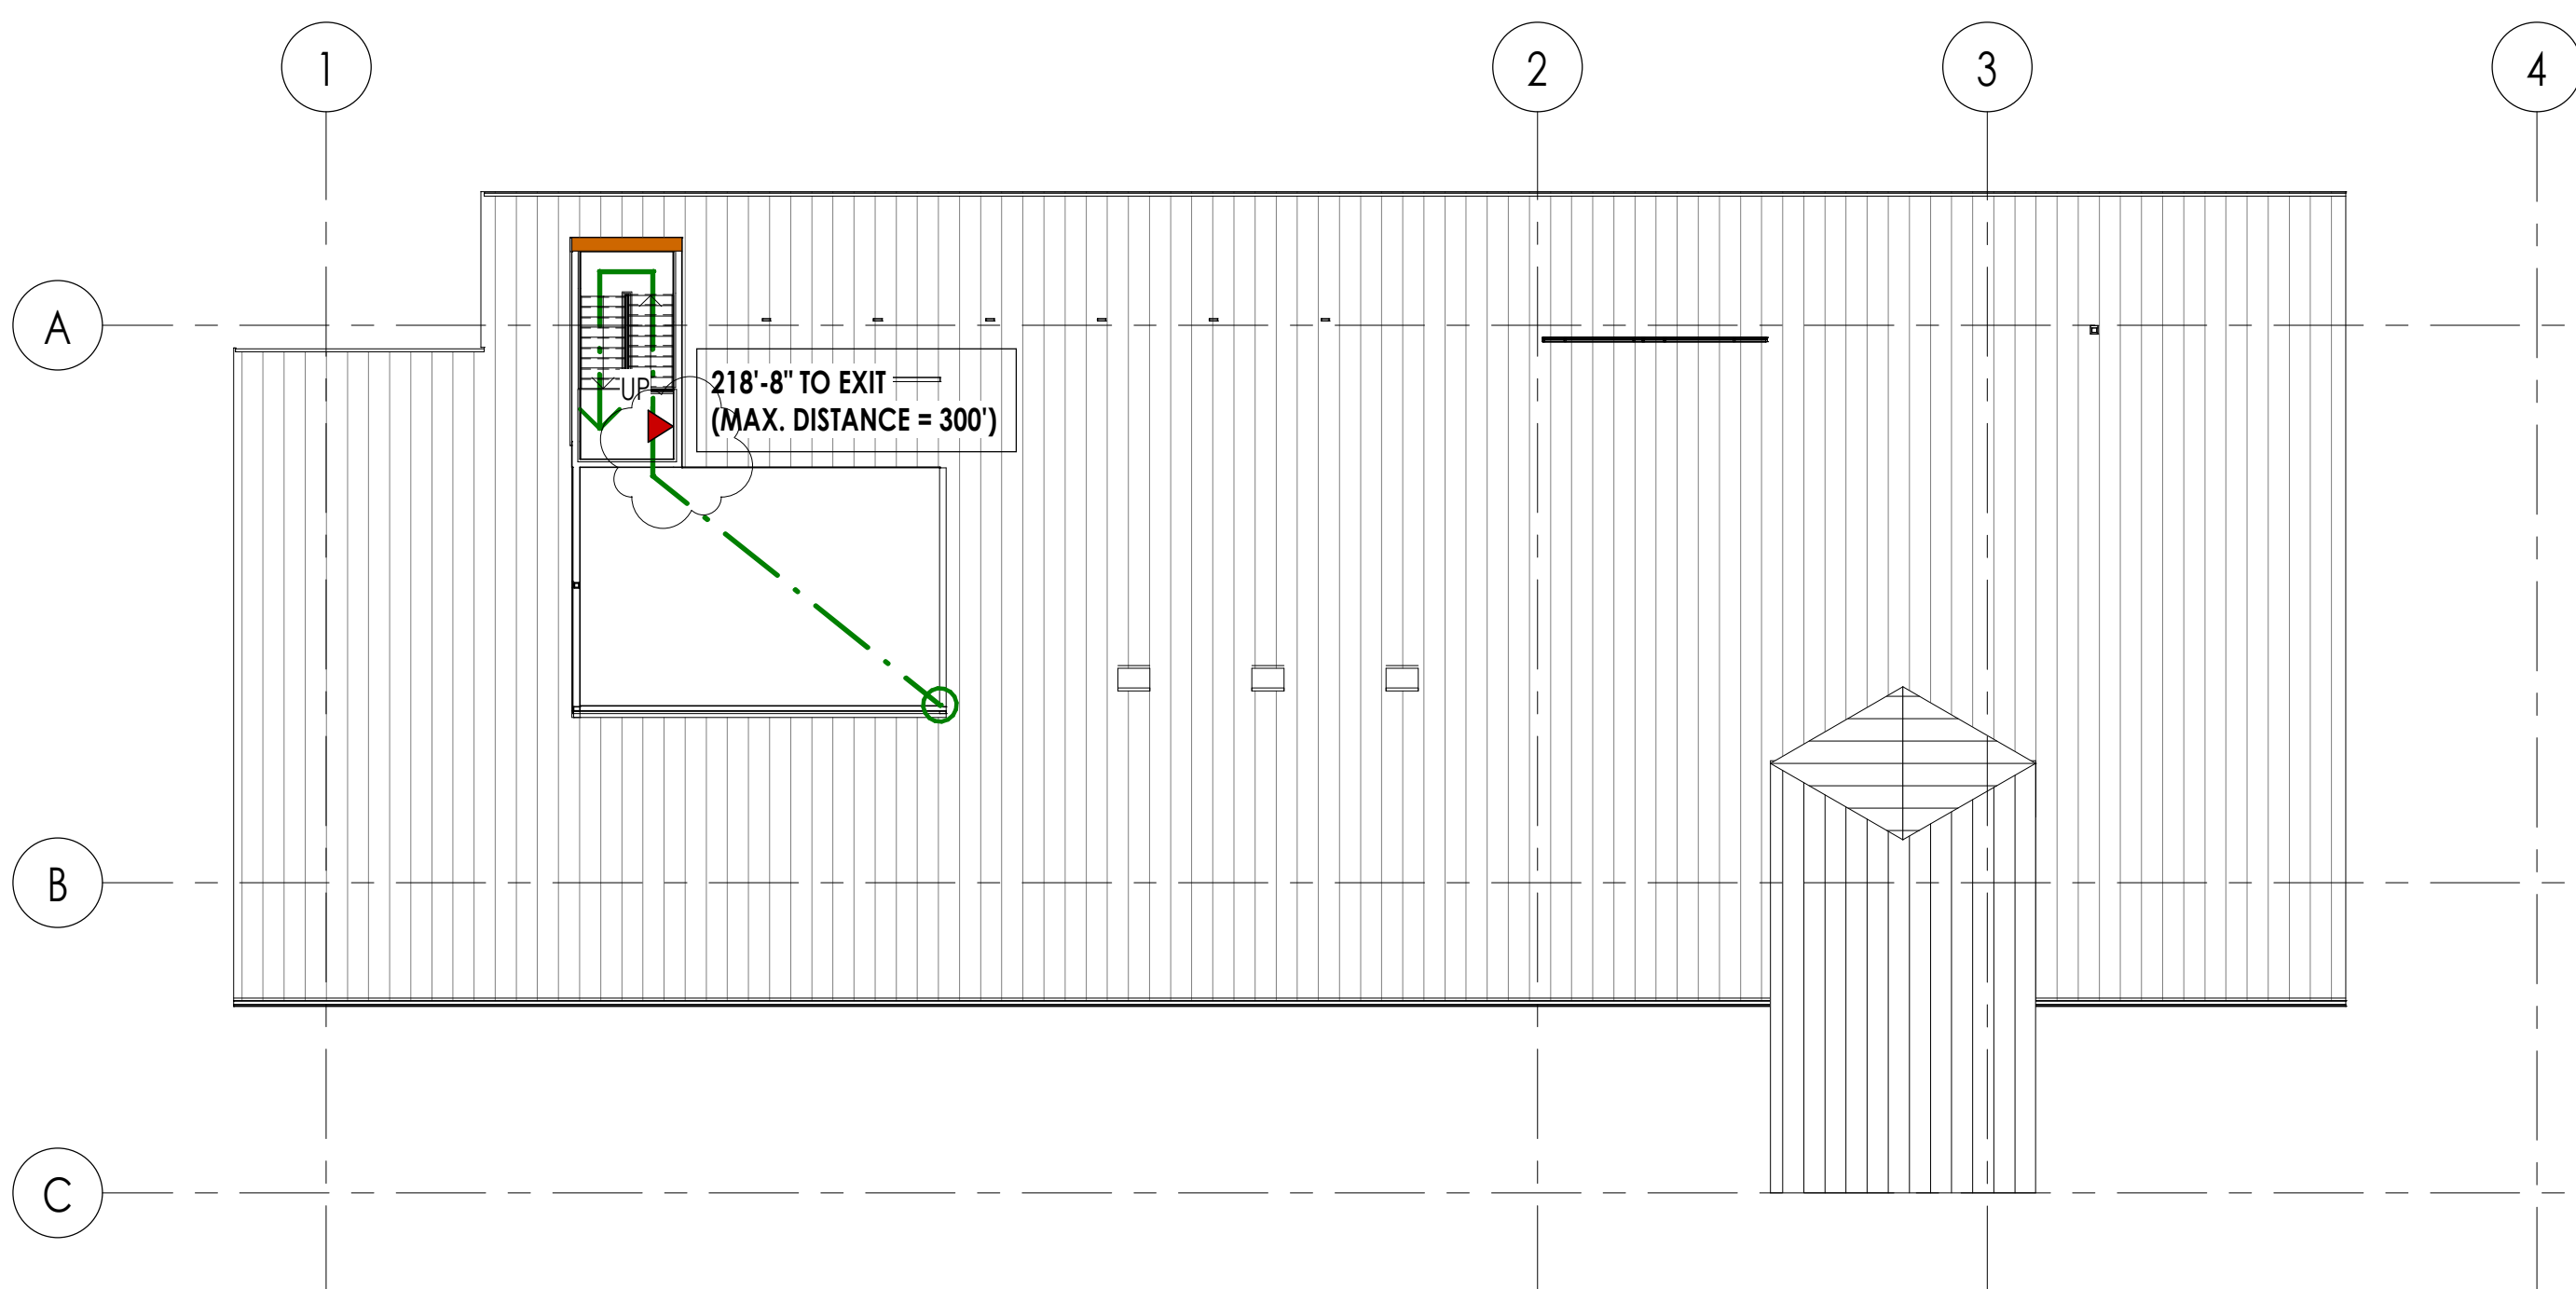 1
2
3
4
A
UP
218'-8" TO EXIT
(MAX. DISTANCE = 300')
B
C